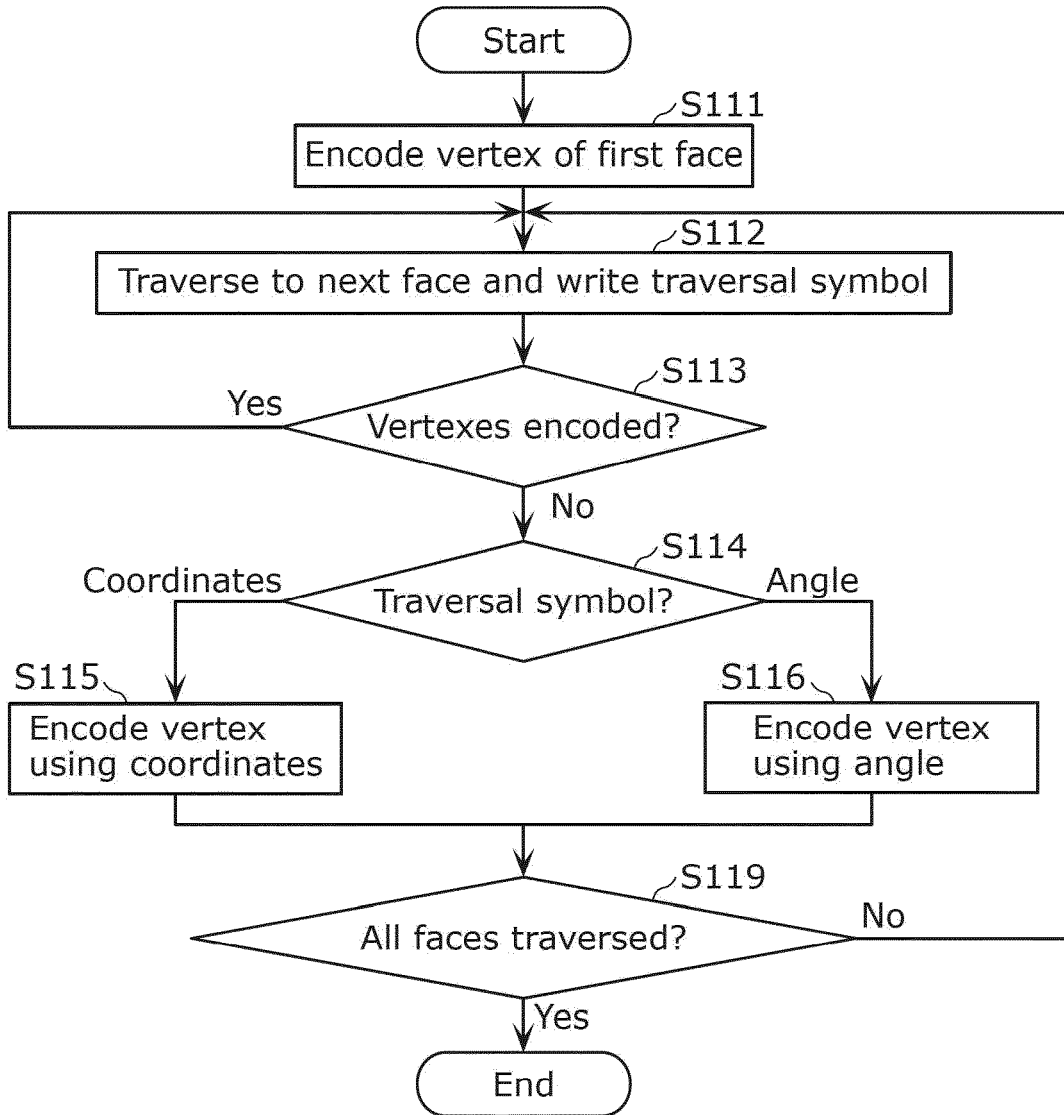 Start
S111
Encode vertex of first face
S112
Traverse to next face and write traversal symbol
S113
Yes
Vertexes encoded?
No
S114
Coordinates
Angle
Traversal symbol?
S115
S116
Encode vertex
using coordinates
Encode vertex
using angle
S119
No
All faces traversed?
Yes
End